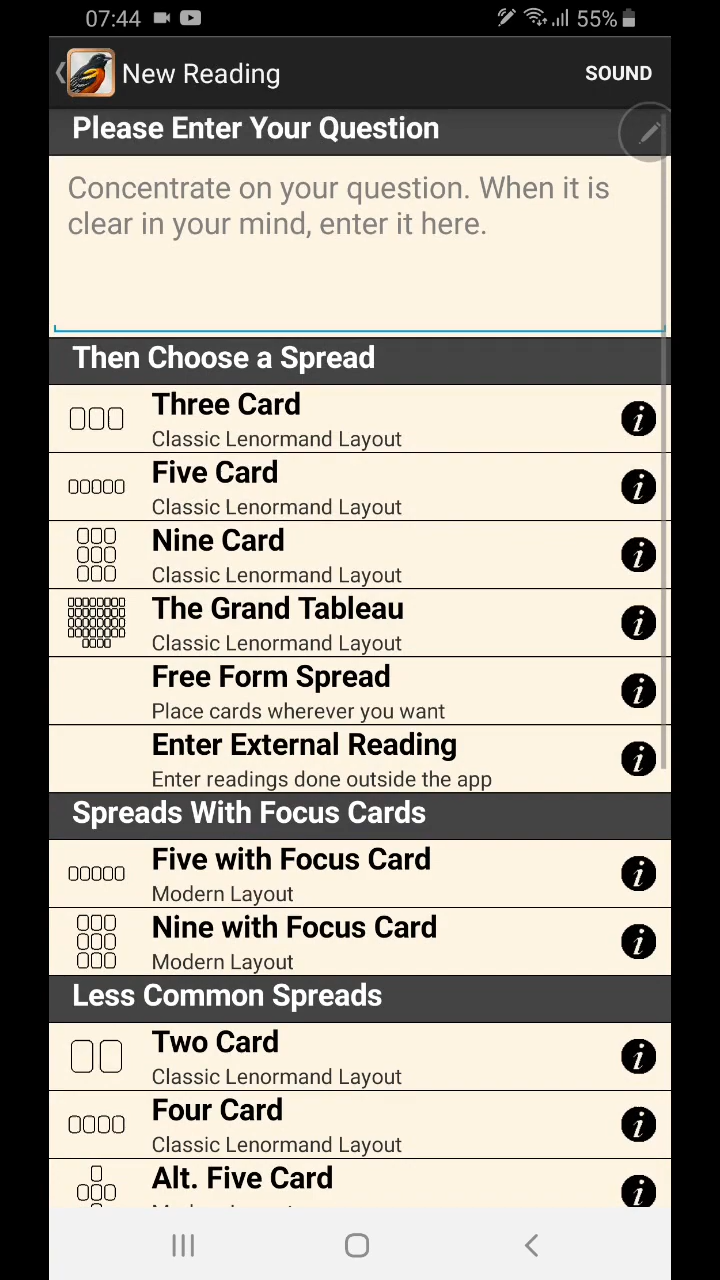 07:44
55%
New Reading
SOUND
Please Enter Your Question
Concentrate on your question. When it is
clear in your mind, enter it here.
Then Choose a Spread
Three Card
Classic Lenormand Layout
Five Card
Classic Lenormand Layout
Nine Card
Classic Lenormand Layout
The Grand Tableau
Classic Lenormand Layout
Free Form Spread
Place cards wherever you want
Enter External Reading
Enter readings done outside the app
Spreads With Focus Cards
Five with Focus Card
Modern Layout
Nine with Focus Card
Modern Layout
Less Common Spreads
Two Card
Classic Lenormand Layout
Four Card
Classic Lenormand Layout
Alt. Five Card